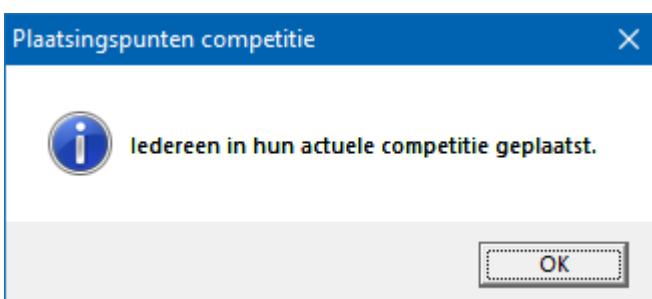 Plaatsingspunten competitie
Iedereen in hun actuele competitie geplaatst.
OK